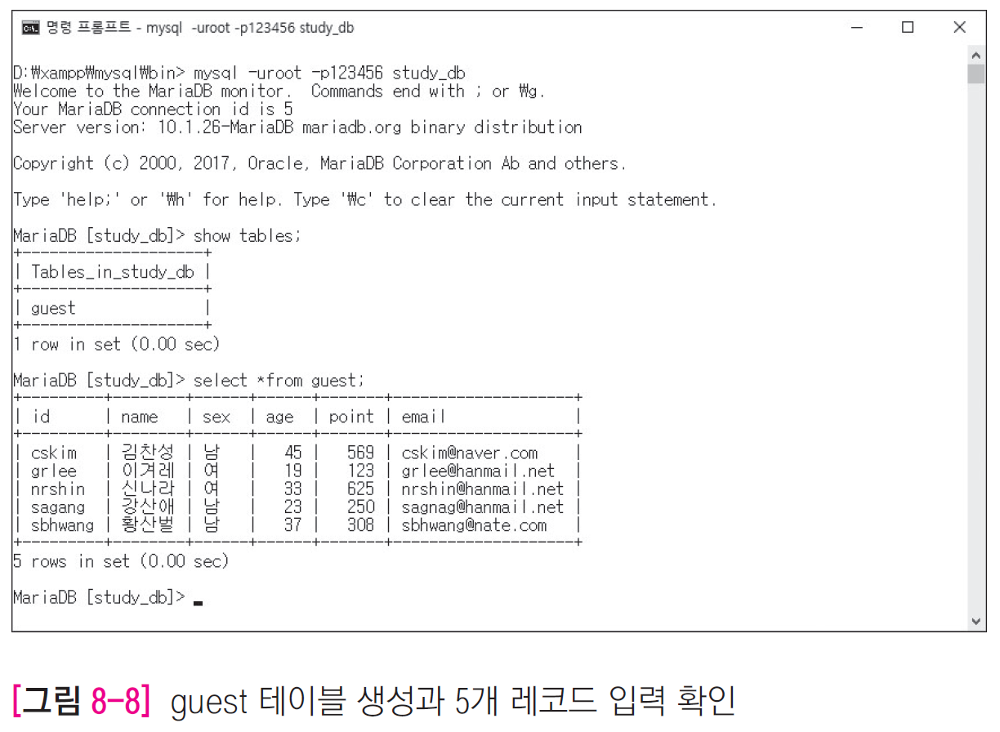 명령 프롬프트 - mysql  -uroot -p123456 study_db
D:₩xampp₩mysql₩bin> mysql -uroot -p123456 study_db
Welcome to the MariaDB monitor.  Commands end with ; or ₩g.
Your MariaDB connection id is 5
Server version: 10.1.26-MariaDB mariadb.org binary distribution
Copyright (c) 2000, 2017, Oracle, MariaDB Corporation Ab and others.
Type 'help;' or '₩h' for help. Type '₩c' to clear the current input statement.
MariaDB [study_db]> show tables;
+--------------------+
| Tables_in_study_db |
+--------------------+
| guest              |
+--------------------+
1 row in set (0.00 sec)
MariaDB [study_db]> select *from guest;
+---------+--------+------+------+-------+--------------------+
| id      | name   | sex  | age  | point | email              |
+---------+--------+------+------+-------+--------------------+
| cskim   | 김찬성 | 남   |   45 |   569 | cskim@naver.com    |
| grlee   | 이겨레 | 여   |   19 |   123 | grlee@hanmail.net  |
| nrshin  | 신나라 | 여   |   33 |   625 | nrshin@hanmail.net |
| sagang  | 강산애 | 남   |   23 |   250 | sagnag@hanmail.net |
| sbhwang | 황산벌 | 남   |   37 |   308 | sbhwang@nate.com   |
+---------+--------+------+------+-------+--------------------+
5 rows in set (0.00 sec)
MariaDB [study_db]> _
[그림 8-8] guest 테이블 생성과 5개 레코드 입력 확인